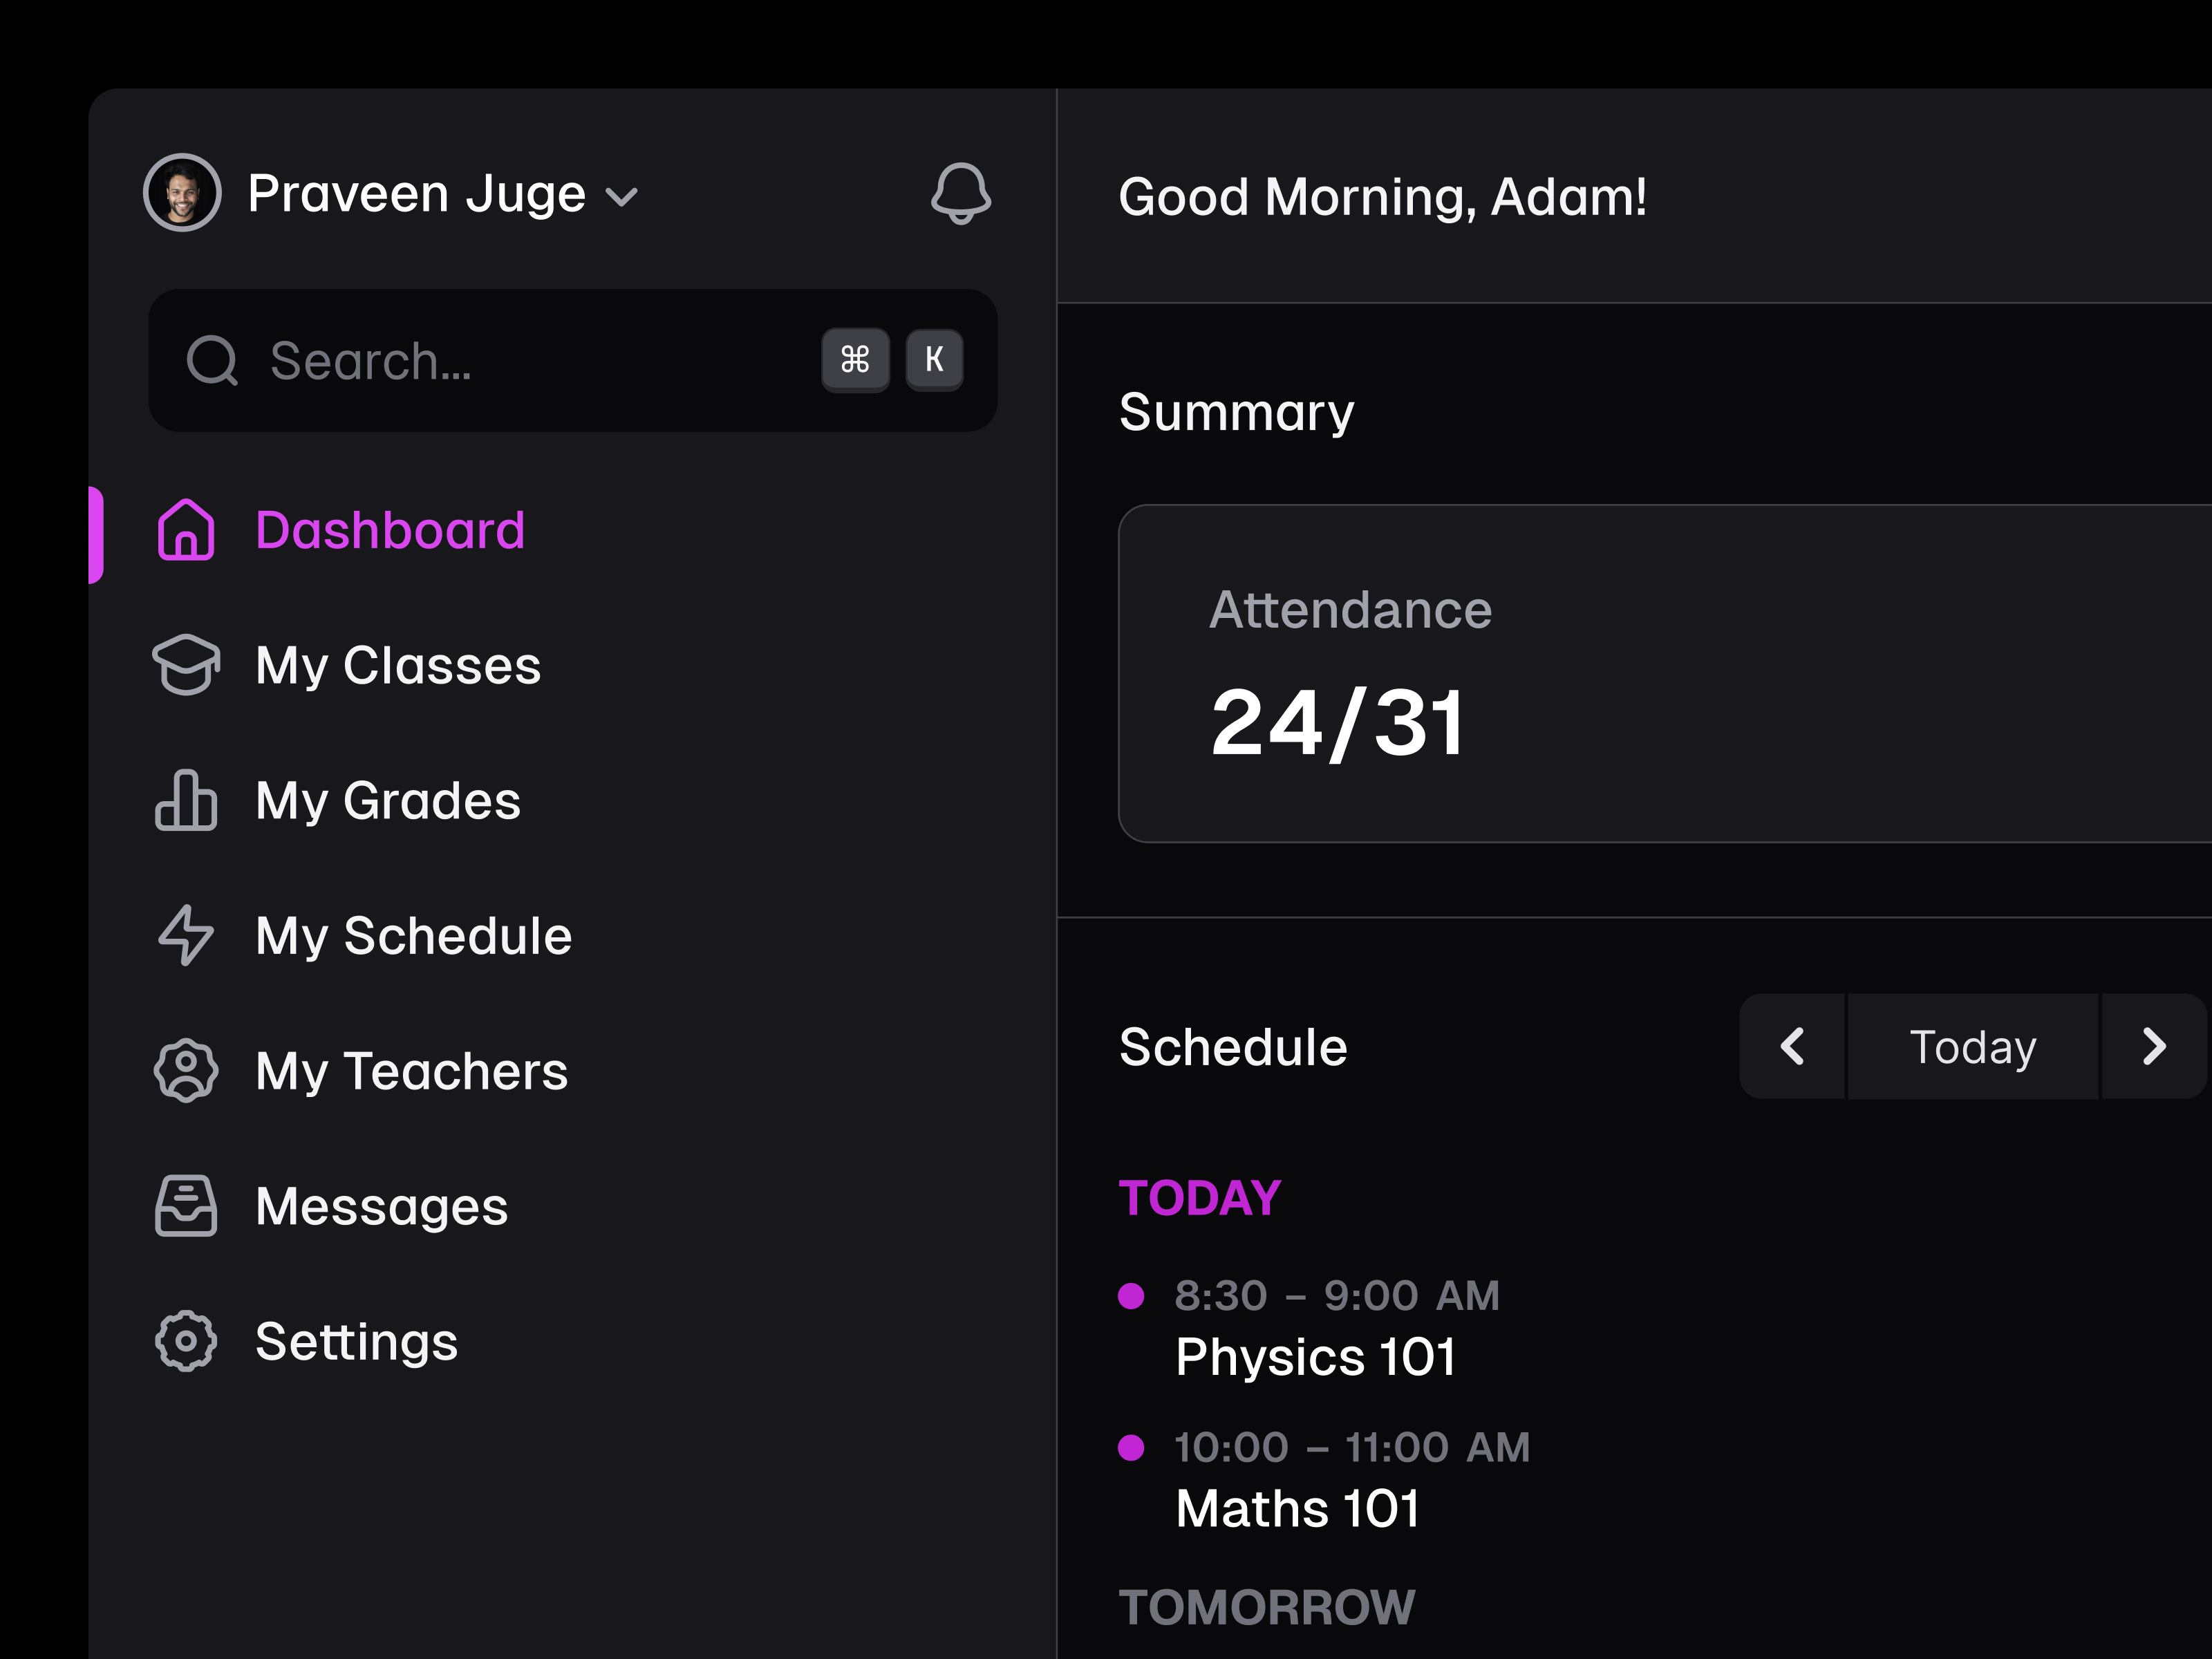 Praveen Juge
Search...
⌘ K
Dashboard
My Classes
My Grades
My Schedule
My Teachers
Messages
Settings
Good Morning, Adam!
Summary
Attendance
24/31
Schedule
Today
TODAY
8:30 – 9:00 AM
Physics 101
10:00 – 11:00 AM
Maths 101
TOMORROW